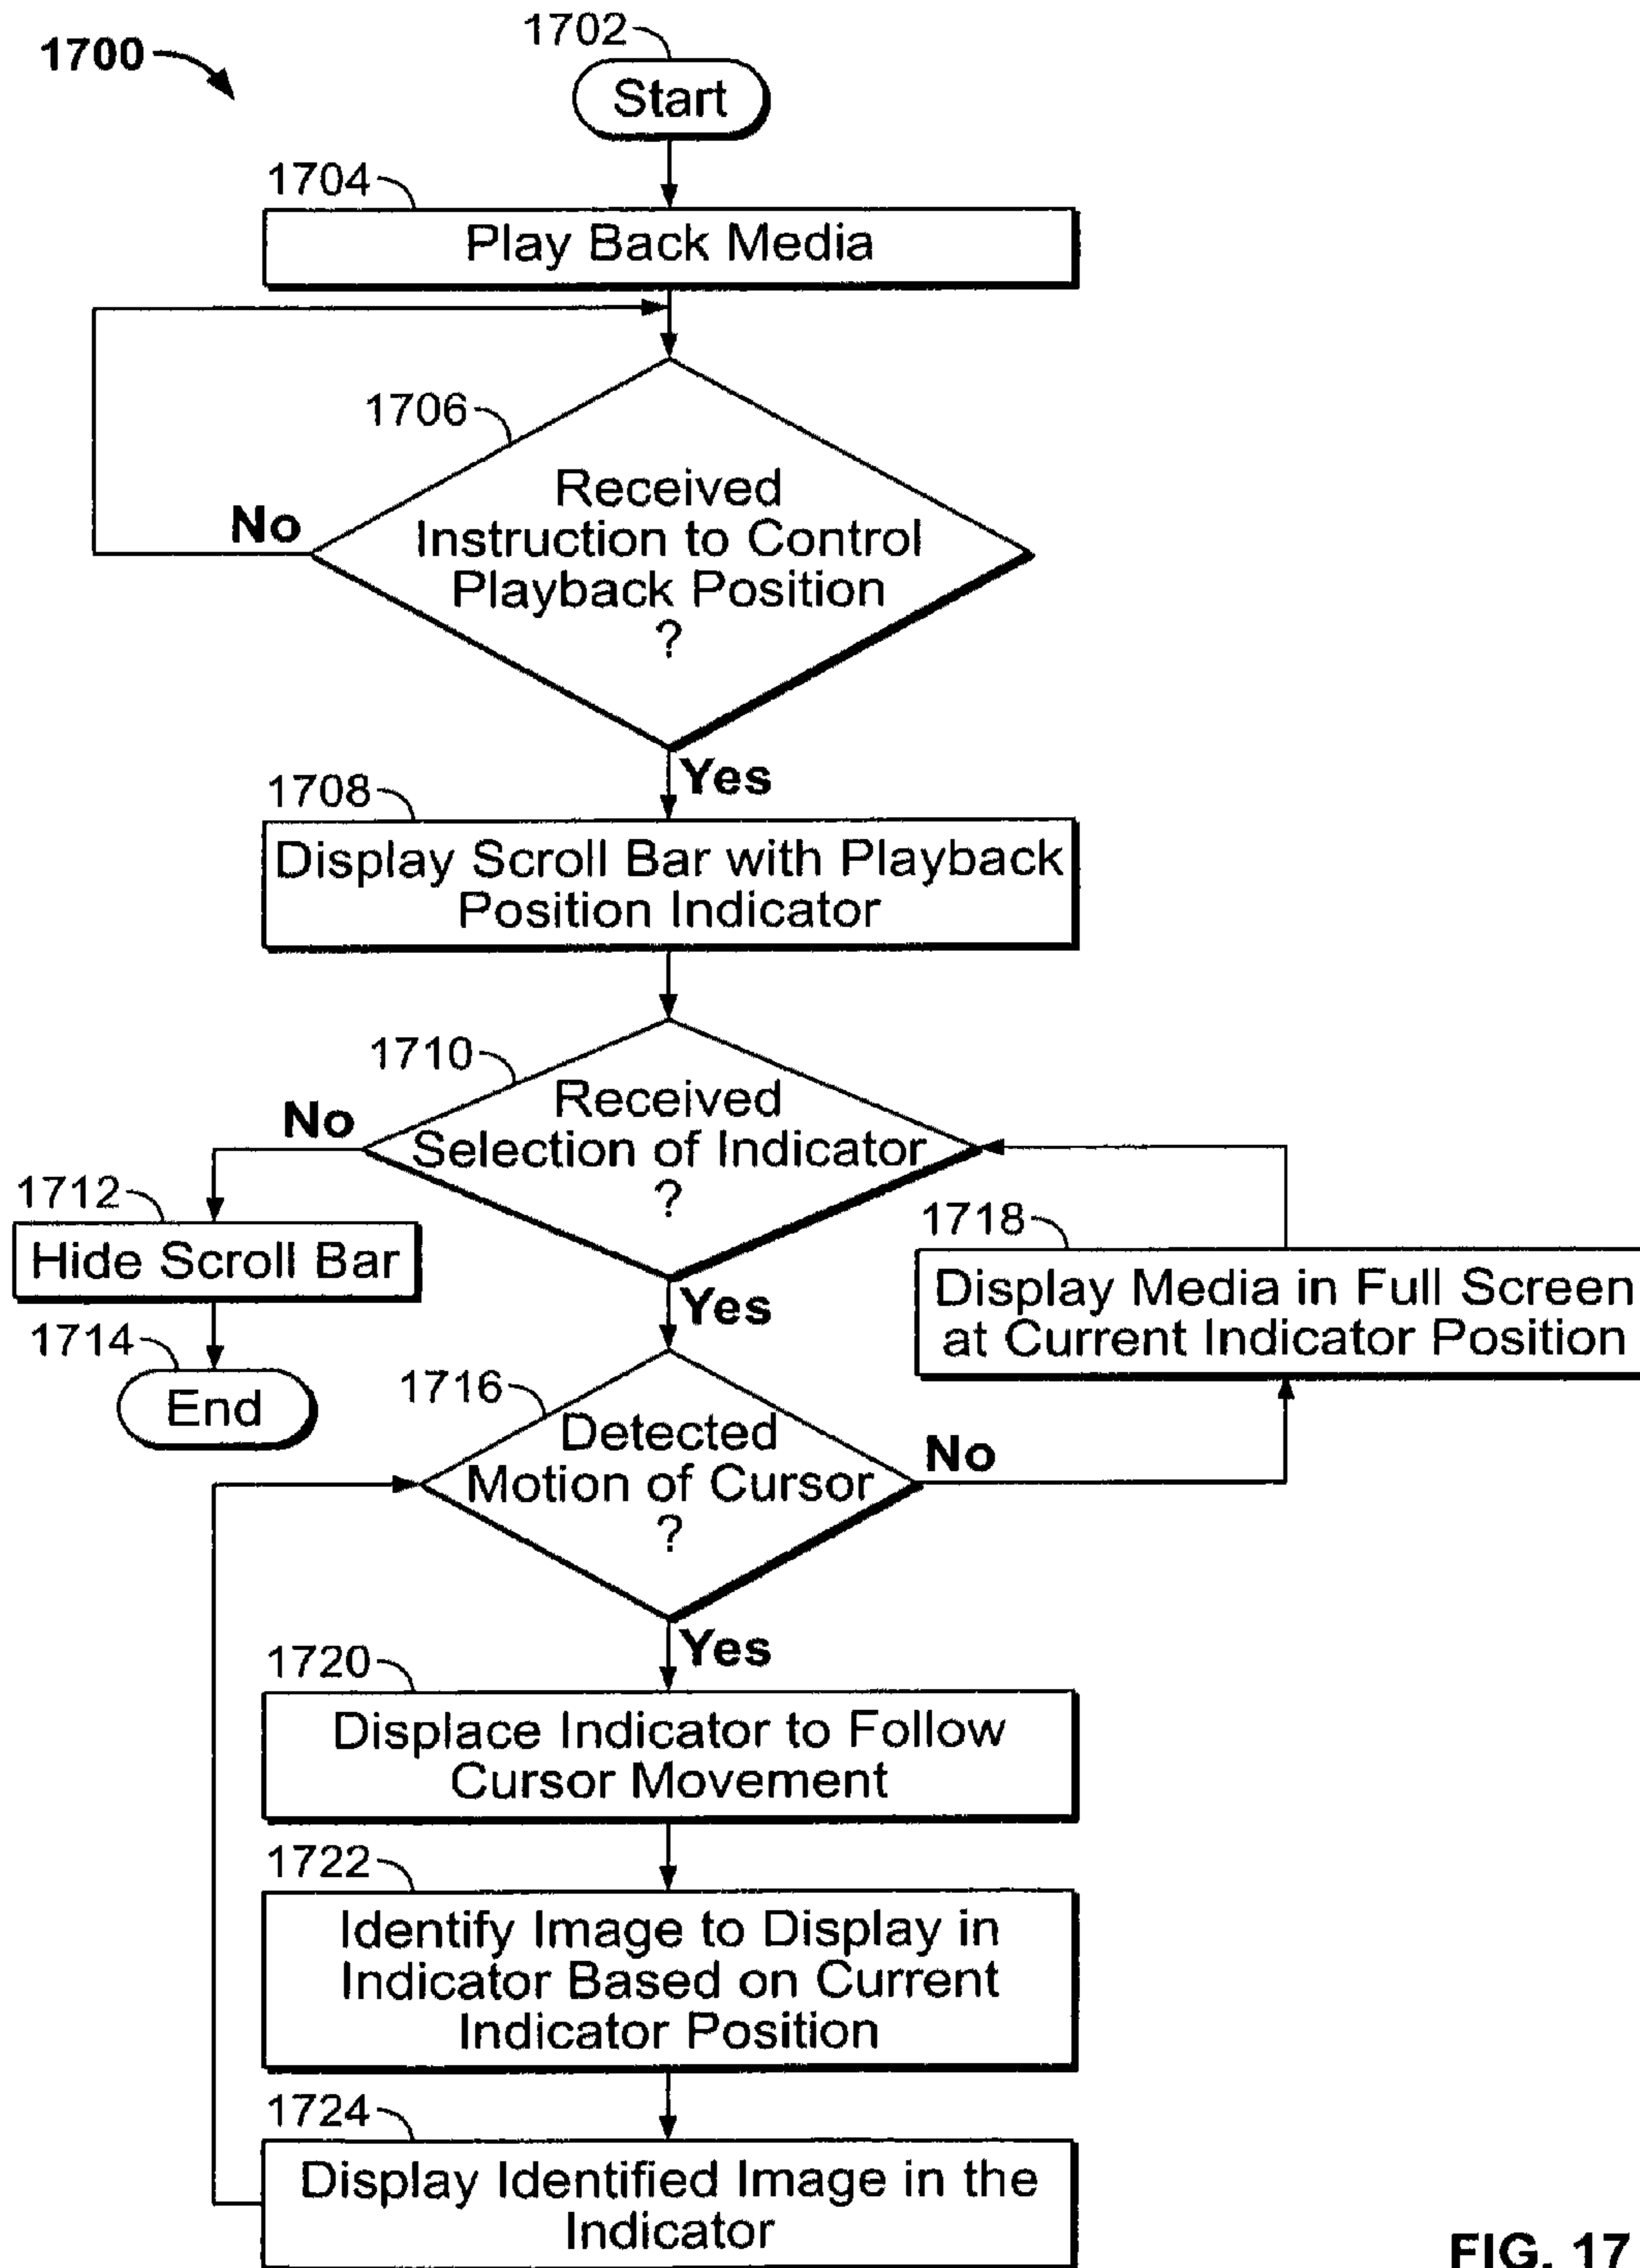 1700
1702
Start
1704
Play Back Media
1706
Received
Instruction to Control
Playback Position
?
No
Yes
1708
Display Scroll Bar with Playback
Position Indicator
1710
Received
Selection of Indicator
?
No
1712
Hide Scroll Bar
1714
End
Yes
1718
Display Media in Full Screen
at Current Indicator Position
1716
Detected
Motion of Cursor
?
No
Yes
1720
Displace Indicator to Follow
Cursor Movement
1722
Identify Image to Display in
Indicator Based on Current
Indicator Position
1724
Display Identified Image in the
Indicator
FIG. 17